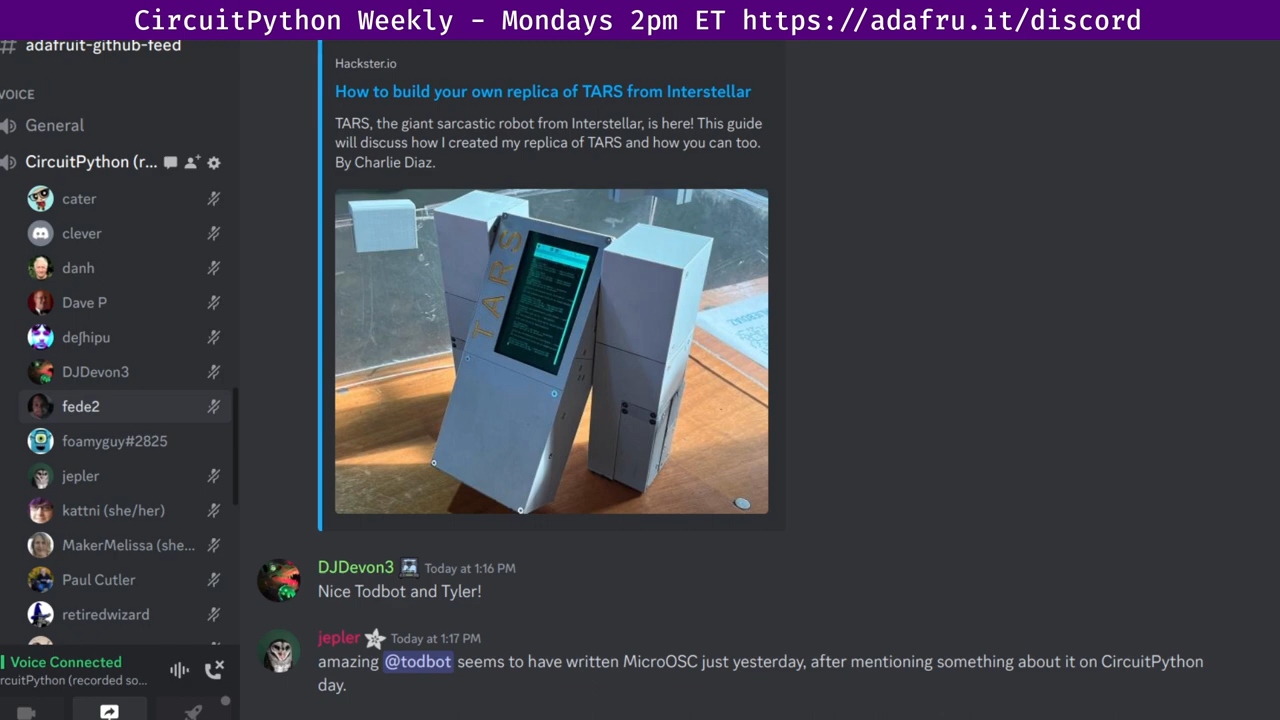 CircuitPython Weekly - Mondays 2pm ET https://adafru.it/discord
# adafruit-github-feed
VOICE
General
CircuitPython (r...
cater
clever
danh
Dave P
deʃhipu
DJDevon3
fede2
foamyguy#2825
jepler
kattni (she/her)
MakerMelissa (she...
Paul Cutler
retiredwizard
Voice Connected
rcuitPython (recorded so...
Hackster.io
How to build your own replica of TARS from Interstellar
TARS, the giant sarcastic robot from Interstellar, is here! This guide
will discuss how I created my replica of TARS and how you can too.
By Charlie Diaz.
TARS
DJDevon3 Today at 1:16 PM
Nice Todbot and Tyler!
jepler Today at 1:17 PM
amazing @todbot seems to have written MicroOSC just yesterday, after mentioning something about it on CircuitPython
day.